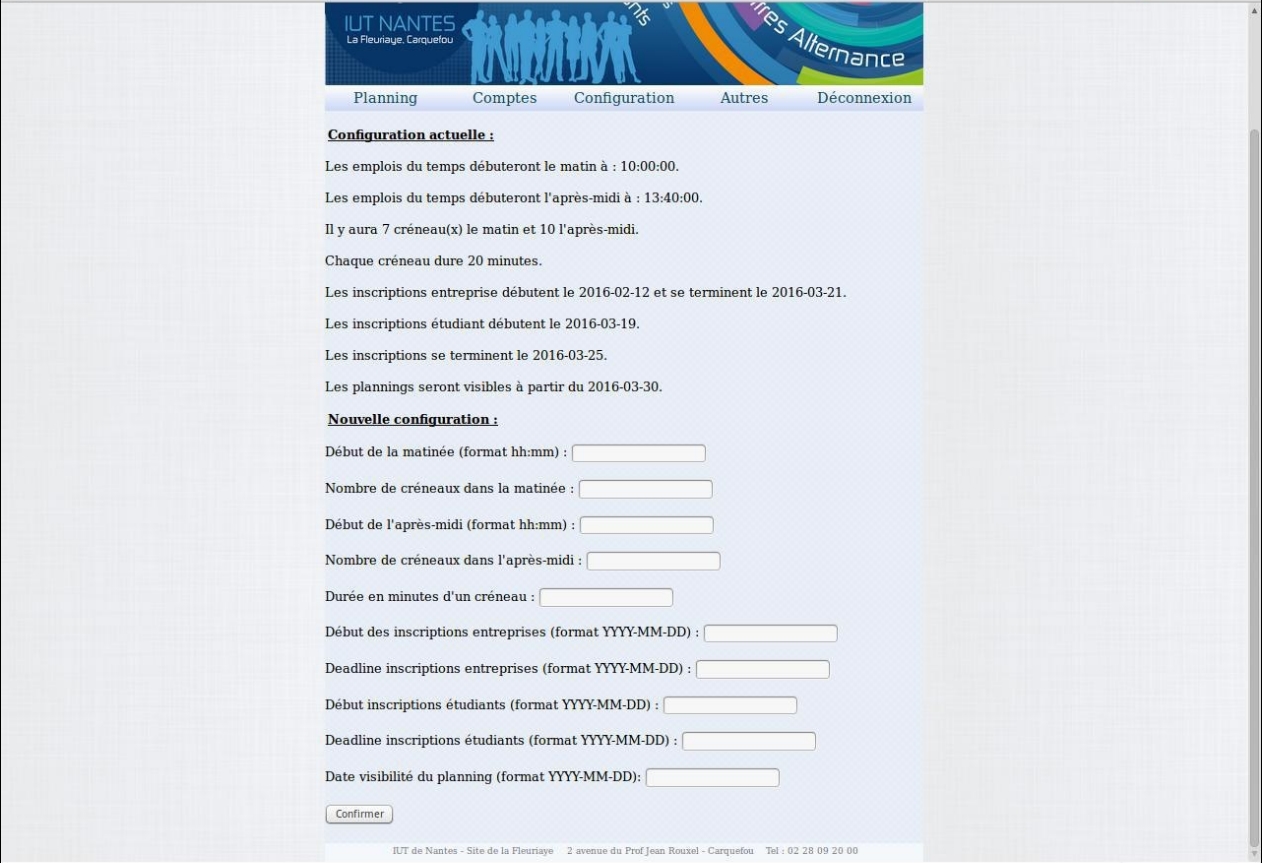 IUT NANTES
La Fleuriaye, Carquefou
Alternance
Planning Comptes Configuration Autres Déconnexion
Configuration actuelle :
Les emplois du temps débuteront le matin à : 10:00:00.
Les emplois du temps débuteront l'après-midi à : 13:40:00.
Il y aura 7 créneau(x) le matin et 10 l'après-midi.
Chaque créneau dure 20 minutes.
Les inscriptions entreprise débutent le 2016-02-12 et se terminent le 2016-03-21.
Les inscriptions étudiant débutent le 2016-03-19.
Les inscriptions se terminent le 2016-03-25.
Les plannings seront visibles à partir du 2016-03-30.
Nouvelle configuration :
Début de la matinée (format hh:mm) :
Nombre de créneaux dans la matinée :
Début de l'après-midi (format hh:mm) :
Nombre de créneaux dans l'après-midi :
Durée en minutes d'un créneau :
Début des inscriptions entreprises (format YYYY-MM-DD) :
Deadline inscriptions entreprises (format YYYY-MM-DD) :
Début inscriptions étudiants (format YYYY-MM-DD) :
Deadline inscriptions étudiants (format YYYY-MM-DD) :
Date visibilité du planning (format YYYY-MM-DD):
Confirmer
IUT de Nantes - Site de la Fleuriaye 2 avenue du Prof Jean Rouxel - Carquefou Tel : 02 28 09 20 00